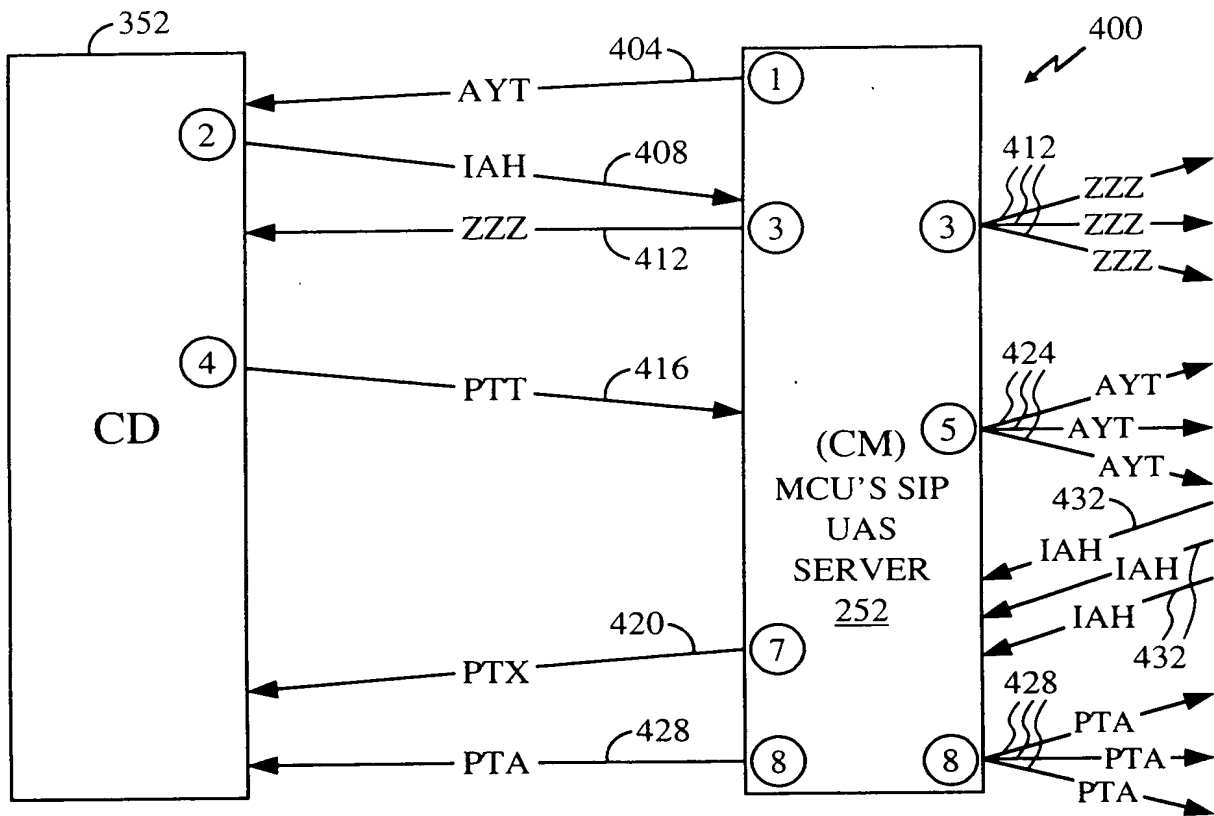 352
404
1
400
AYT
2
408
412
IAH
ZZZ
3
3
ZZZ
ZZZ
412
ZZZ
4
416
424
AYT
PTT
CD
5
AYT
(CM)
AYT
MCU'S SIP
UAS
SERVER
252
432
IAH
IAH
IAH
432
420
7
PTX
428
PTA
428
PTA
8
8
PTA
PTA